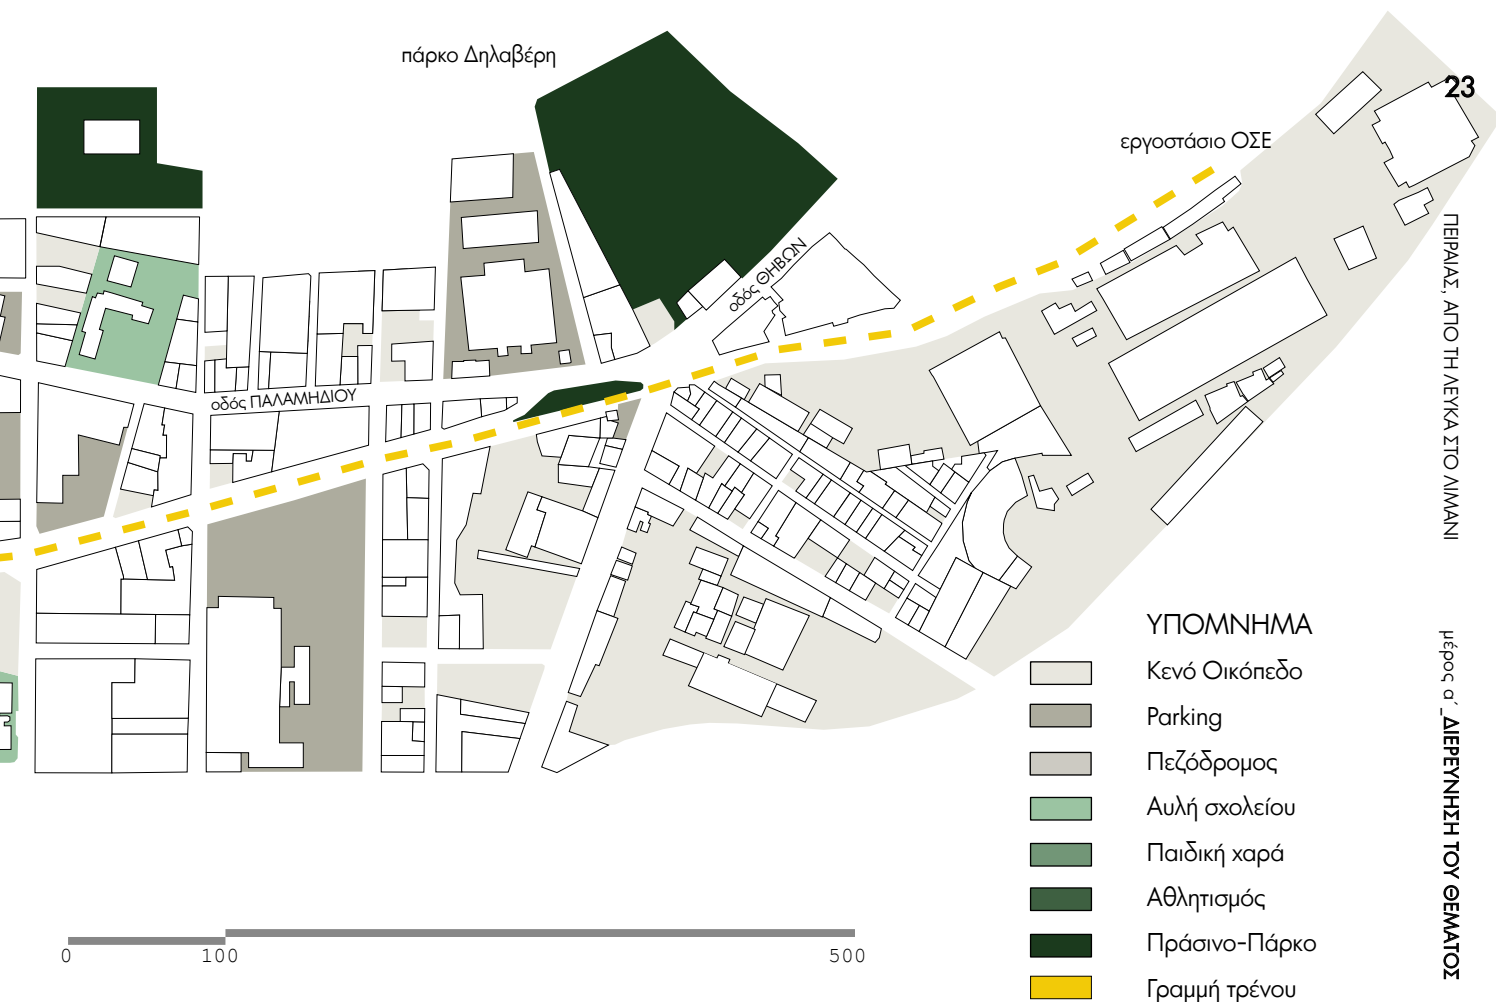 πάρκο Δηλαβέρη
23
εργοστάσιο ΟΣΕ
οδός ΘΗΒΩΝ
οδός ΠΑΛΑΜΗΔΙΟΥ
ΠΕΙΡΑΙΑΣ, ΑΠΟ ΤΗ ΛΕΥΚΑ ΣΤΟ ΛΙΜΑΝΙ
μέρος α΄_ΔΙΕΡΕΥΝΗΣΗ ΤΟΥ ΘΕΜΑΤΟΣ
ΥΠΟΜΝΗΜΑ
Κενό Οικόπεδο
Parking
Πεζόδρομος
Αυλή σχολείου
Παιδική χαρά
Αθλητισμός
Πράσινο-Πάρκο
Γραμμή τρένου
0 100 500